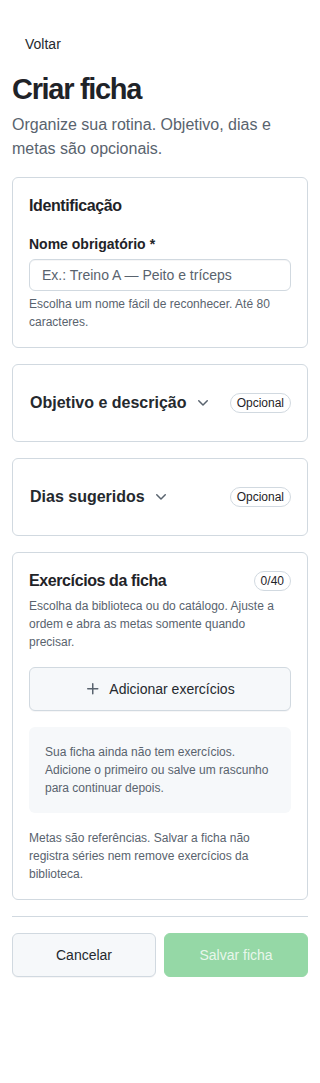 Voltar
Criar ficha
Organize sua rotina. Objetivo, dias e
metas são opcionais.
Identificação
Nome obrigatório *
Ex.: Treino A — Peito e tríceps
Escolha um nome fácil de reconhecer. Até 80
caracteres.
Objetivo e descrição
Opcional
Dias sugeridos
Opcional
Exercícios da ficha
0/40
Escolha da biblioteca ou do catálogo. Ajuste a
ordem e abra as metas somente quando
precisar.
Adicionar exercícios
Sua ficha ainda não tem exercícios.
Adicione o primeiro ou salve um rascunho
para continuar depois.
Metas são referências. Salvar a ficha não
registra séries nem remove exercícios da
biblioteca.
Cancelar
Salvar ficha